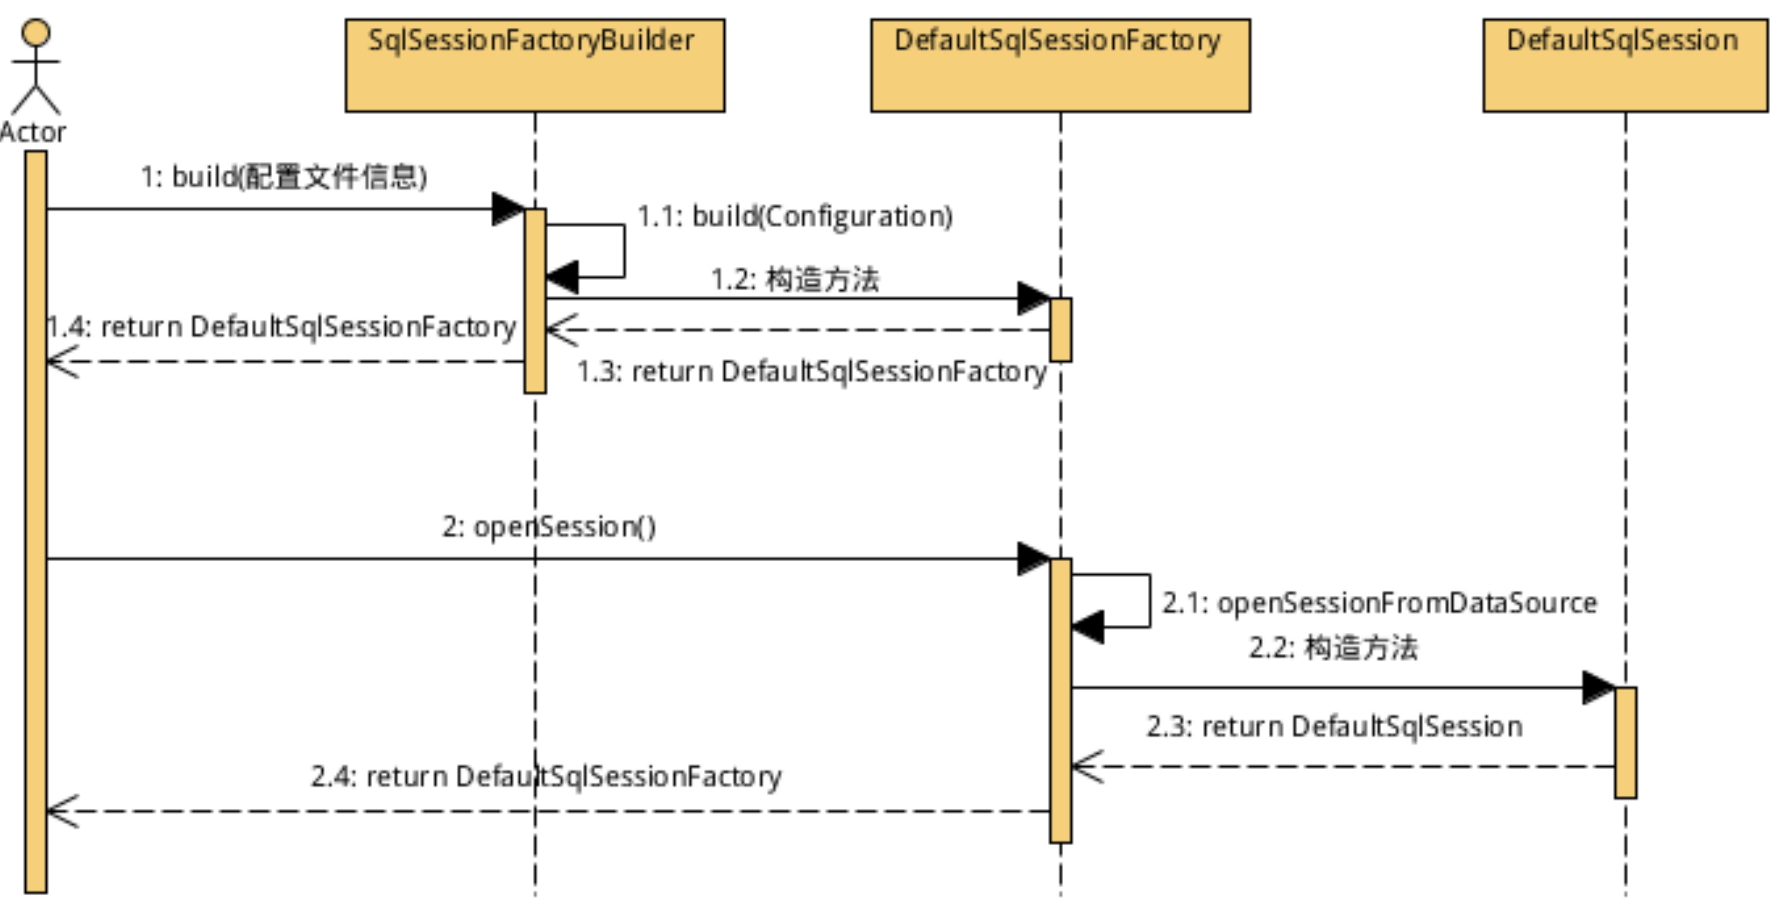 SqlSessionFactoryBuilder
DefaultSqlSessionFactory
DefaultSqlSession
Actor
1: build(配置文件信息)
1.1: build(Configuration)
1.2: 构造方法
1.4: return DefaultSqlSessionFactory
1.3: return DefaultSqlSessionFactory
2: openSession()
2.1: openSessionFromDataSource
2.2: 构造方法
2.3: return DefaultSqlSession
2.4: return DefaultSqlSessionFactory